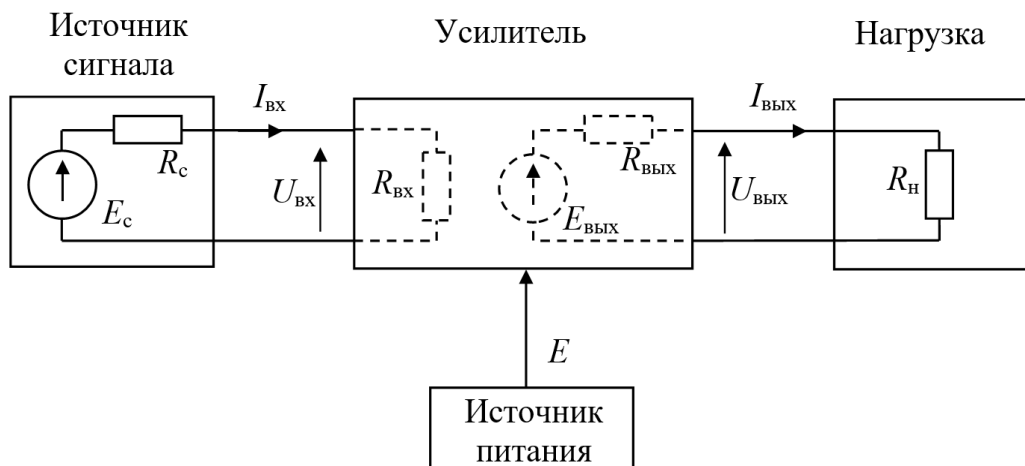 Источник
сигнала
Усилитель
Нагрузка
Iвх
Iвых
Rс
Rвх
Rвых
Rн
Uвх
Uвых
Eс
Eвых
E
Источник
питания